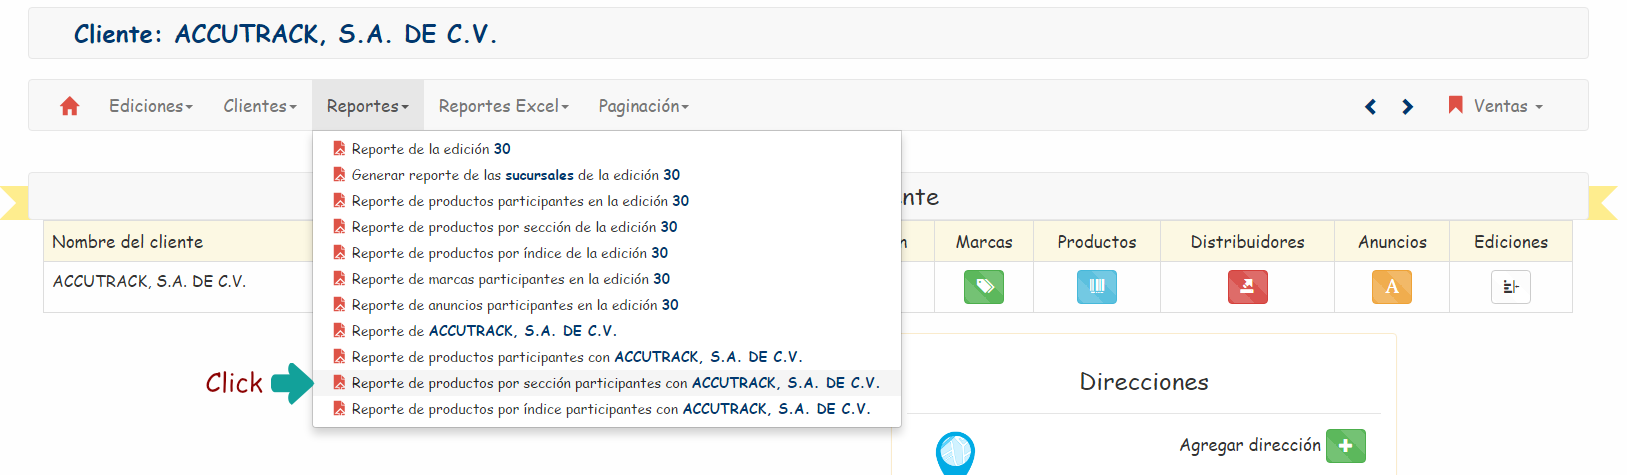 Cliente: ACCUTRACK, S.A. DE C.V.
Ediciones Clientes Reportes Reportes Excel Paginación Ventas
Reporte de la edición 30
Generar reporte de las sucursales de la edición 30
Reporte de productos participantes en la edición 30
Reporte de productos por sección de la edición 30
Reporte de productos por índice de la edición 30
Reporte de marcas participantes en la edición 30
Reporte de anuncios participantes en la edición 30
Reporte de ACCUTRACK, S.A. DE C.V.
Reporte de productos participantes con ACCUTRACK, S.A. DE C.V.
Click Reporte de productos por sección participantes con ACCUTRACK, S.A. DE C.V.
Reporte de productos por índice participantes con ACCUTRACK, S.A. DE C.V.
nte
Nombre del cliente n Marcas Productos Distribuidores Anuncios Ediciones
ACCUTRACK, S.A. DE C.V. A
Direcciones
Agregar dirección